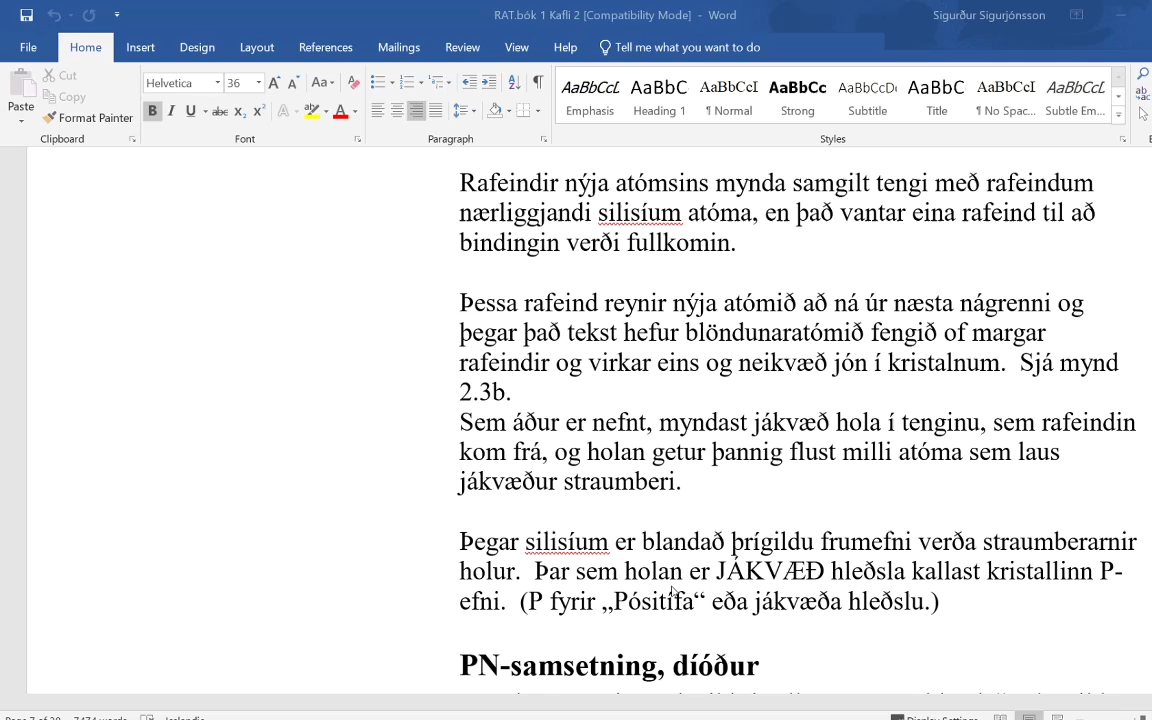 RAT.bók 1 Kafli 2 [Compatibility Mode] - Word
Sigurður Sigurjónsson
File Home Insert Design Layout References Mailings Review View Help Tell me what you want to do
Paste
Cut
Copy
Format Painter
Clipboard
Helvetica 36
Font
Paragraph
AaBbCcL AaBbC AaBbCcI AaBbCc AaBbCcD AaBbC AaBbCcI AaBbCcL
Emphasis Heading 1 ¶ Normal Strong Subtitle Title ¶ No Spac... Subtle Em...
Styles
Rafeindir nýja atómsins mynda samgilt tengi með rafeindum
nærliggjandi silisíum atóma, en það vantar eina rafeind til að
bindingin verði fullkomin.
Þessa rafeind reynir nýja atómið að ná úr næsta nágrenni og
þegar það tekst hefur blöndunaratómið fengið of margar
rafeindir og virkar eins og neikvæð jón í kristalnum.  Sjá mynd
2.3b.
Sem áður er nefnt, myndast jákvæð hola í tenginu, sem rafeindin
kom frá, og holan getur þannig flust milli atóma sem laus
jákvæður straumberi.
Þegar silisíum er blandað þrígildu frumefni verða straumberarnir
holur.  Þar sem holan er JÁKVÆÐ hleðsla kallast kristallinn P-
efni.  (P fyrir „Pósitífa“ eða jákvæða hleðslu.)
PN-samsetning, díóður